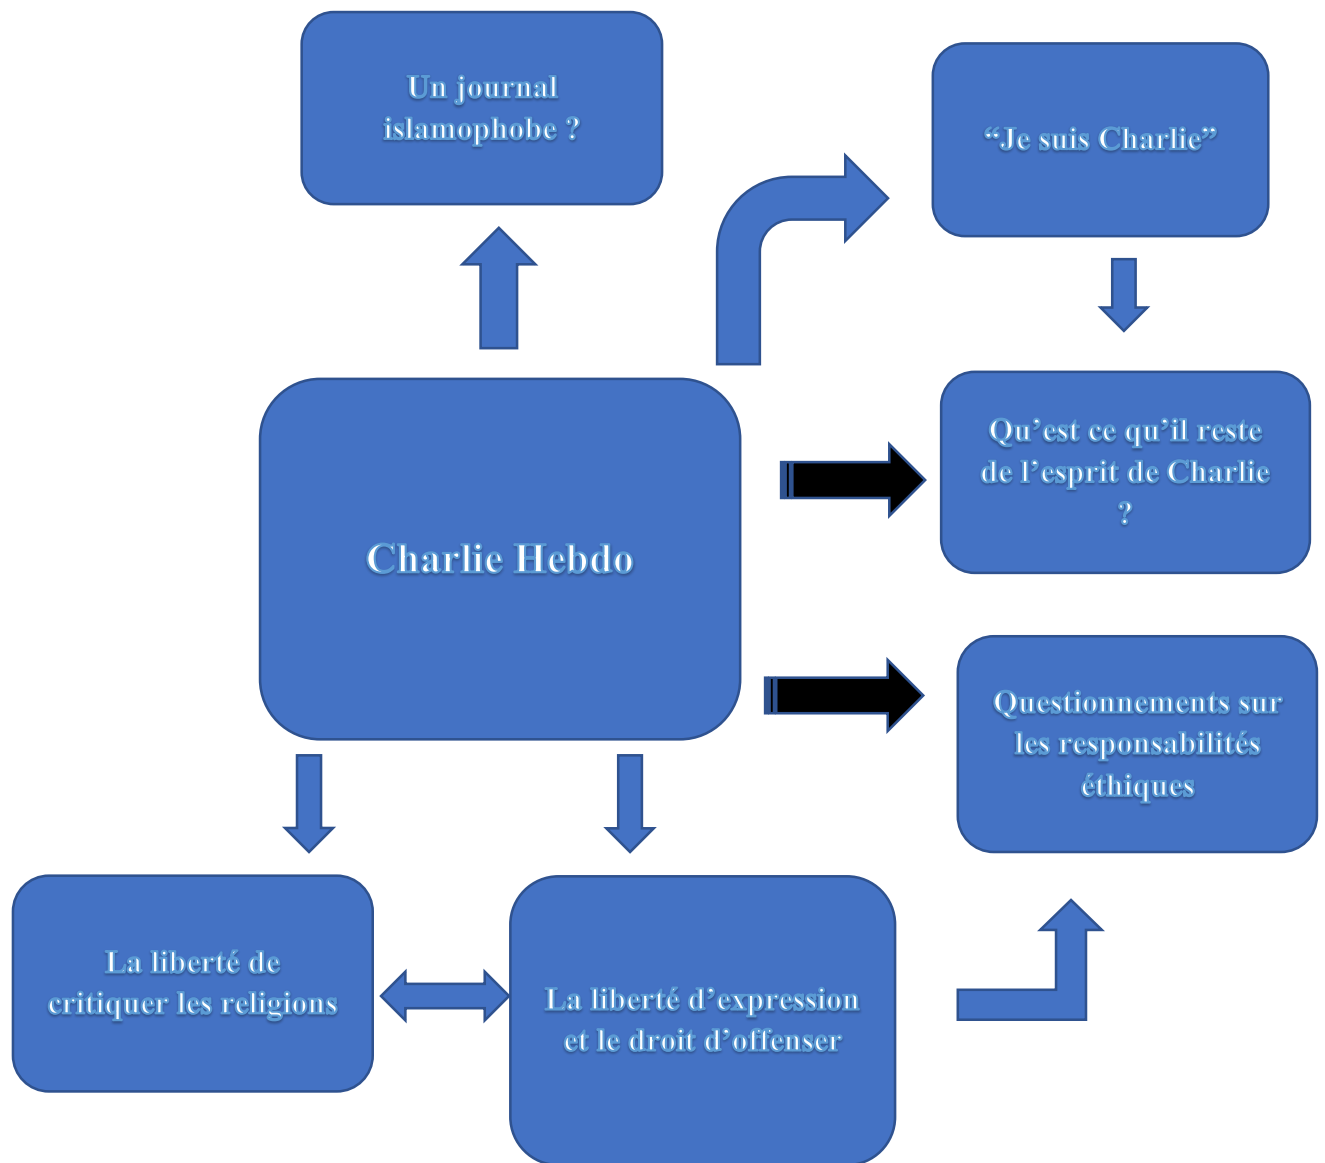 Un journal
islamophobe ?
“Je suis Charlie”
Qu’est ce qu’il reste
de l’esprit de Charlie
?
Charlie Hebdo
Questionnements sur
les responsabilités
éthiques
La liberté de
critiquer les religions
La liberté d’expression
et le droit d’offenser